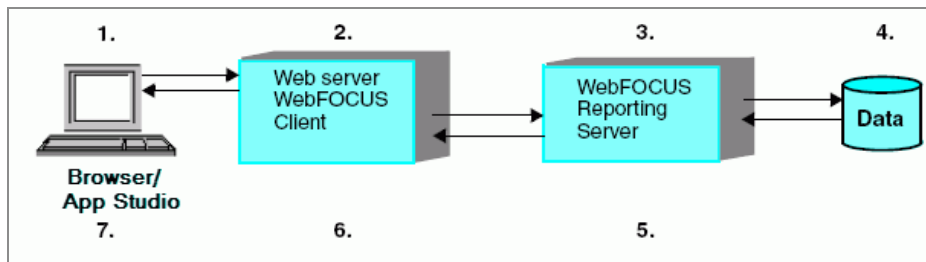 1. 2. 3. 4.
Web server
WebFOCUS
Client
WebFOCUS
Reporting
Server
Data
Browser/
App Studio
7. 6. 5.